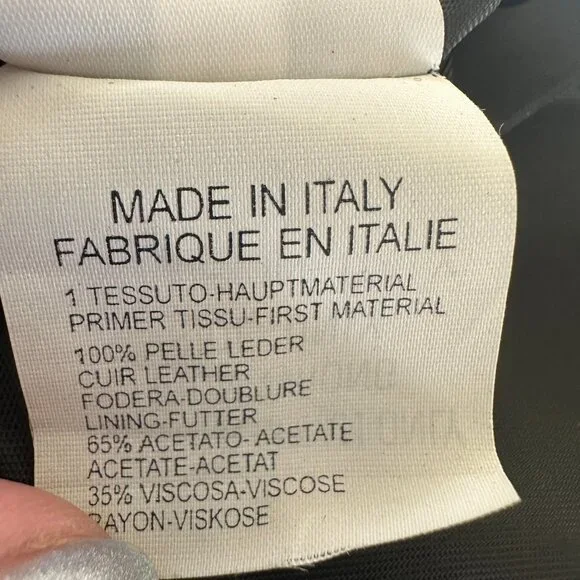 MADE IN ITALY
FABRIQUE EN ITALIE
1 TESSUTO-HAUPTMATERIAL
PRIMER TISSU-FIRST MATERIAL
100% PELLE LEDER
CUIR LEATHER
FODERA-DOUBLURE
LINING-FUTTER
65% ACETATO- ACETATE
ACETATE-ACETAT
35% VISCOSA-VISCOSE
RAYON-VISKOSE